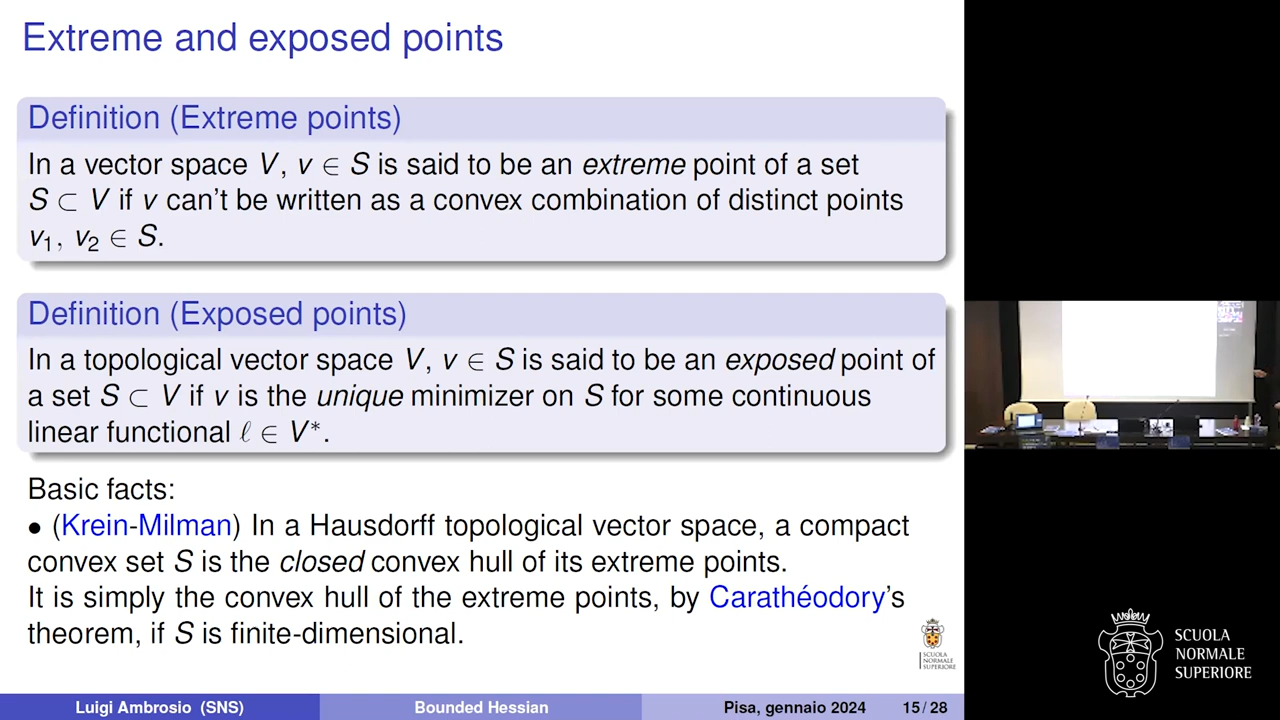 Extreme and exposed points
Definition (Extreme points)
In a vector space V, v ∈ S is said to be an extreme point of a set
S ⊂ V if v can't be written as a convex combination of distinct points
v₁, v₂ ∈ S.
Definition (Exposed points)
In a topological vector space V, v ∈ S is said to be an exposed point of
a set S ⊂ V if v is the unique minimizer on S for some continuous
linear functional ℓ ∈ V*.
Basic facts:
• (Krein-Milman) In a Hausdorff topological vector space, a compact
convex set S is the closed convex hull of its extreme points.
It is simply the convex hull of the extreme points, by Carathéodory's
theorem, if S is finite-dimensional.
SCUOLA
NORMALE
SUPERIORE
Luigi Ambrosio (SNS) Bounded Hessian Pisa, gennaio 2024 15 / 28
SCUOLA
NORMALE
SUPERIORE